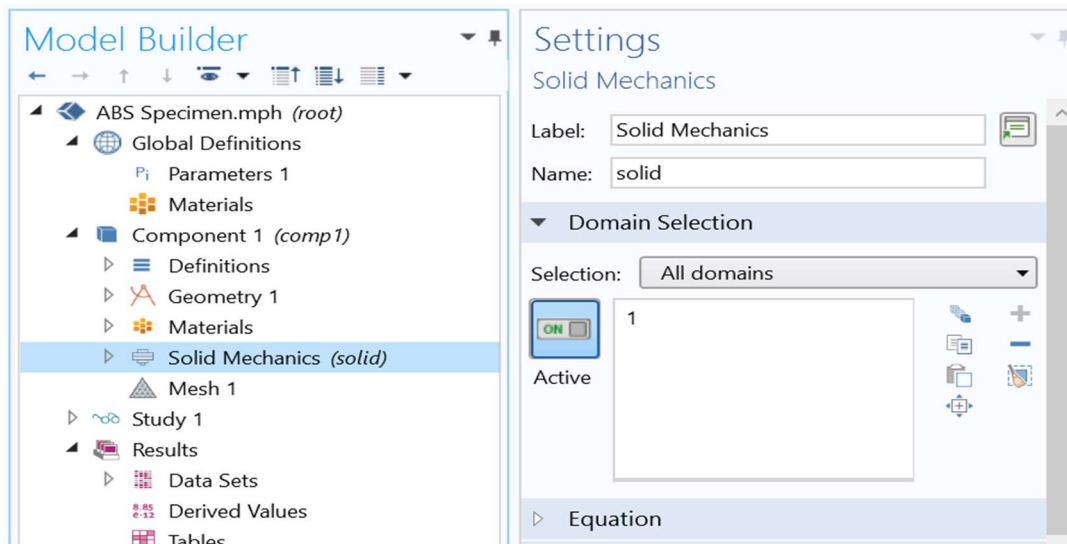 Model Builder
ABS Specimen.mph (root)
Global Definitions
Pi Parameters 1
Materials
Component 1 (comp1)
Definitions
Geometry 1
Materials
Solid Mechanics (solid)
Mesh 1
Study 1
Results
Data Sets
8.85
e-12 Derived Values
Tables
Settings
Solid Mechanics
Label: Solid Mechanics
Name: solid
Domain Selection
Selection: All domains
ON
1
Active
Equation